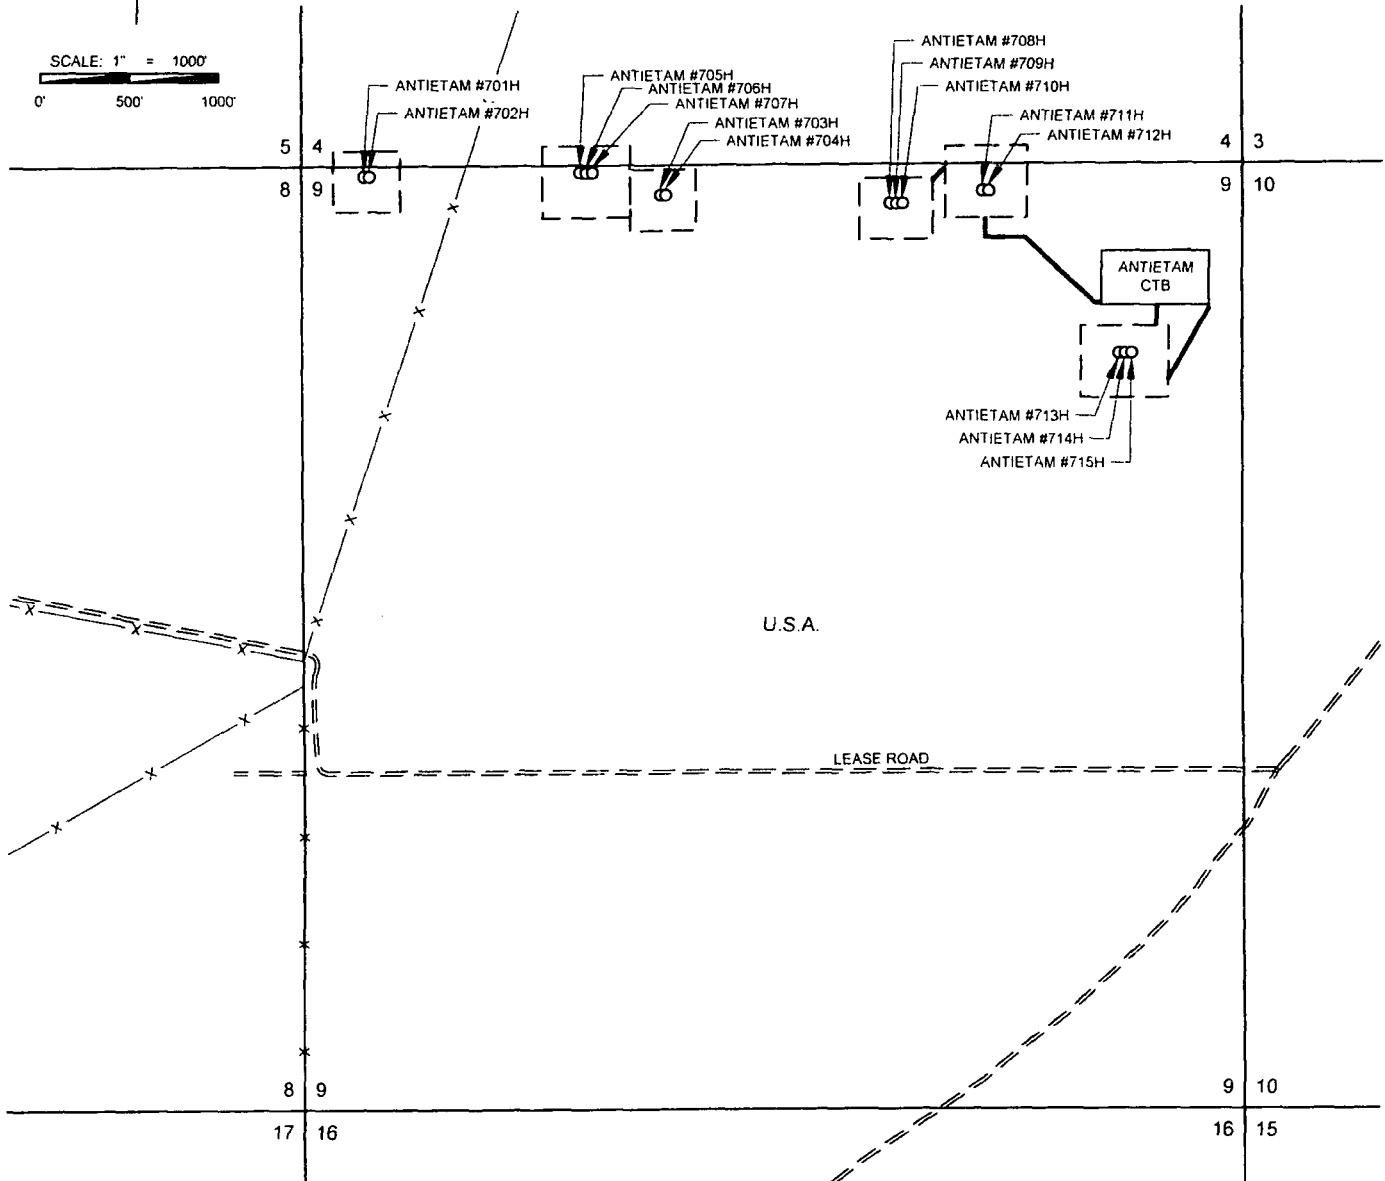 SCALE: 1" = 1000'
0' 500' 1000'
ANTIETAM #701H
ANTIETAM #702H
ANTIETAM #705H
ANTIETAM #706H
ANTIETAM #707H
ANTIETAM #703H
ANTIETAM #704H
ANTIETAM #708H
ANTIETAM #709H
ANTIETAM #710H
ANTIETAM #711H
ANTIETAM #712H
5 4
8 9
4 3
9 10
ANTIETAM
CTB
ANTIETAM #713H
ANTIETAM #714H
ANTIETAM #715H
U.S.A.
LEASE ROAD
8 9
17 16
9 10
16 15